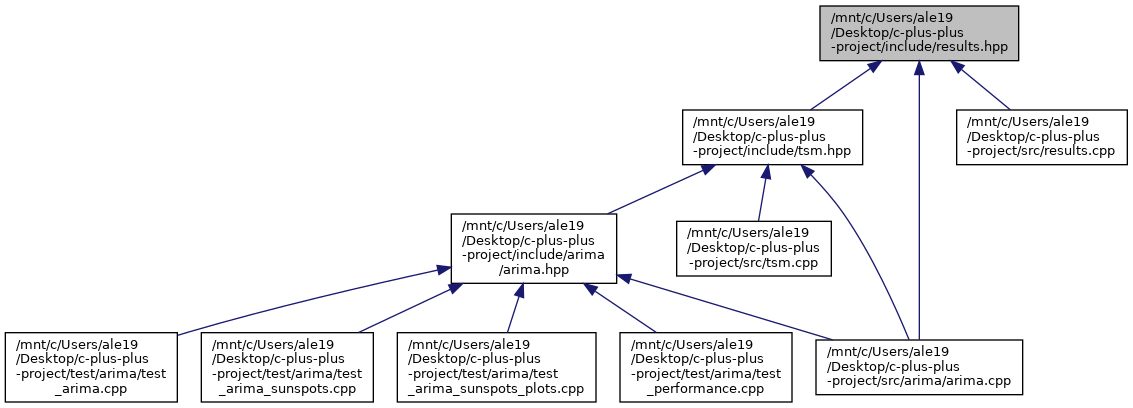 /mnt/c/Users/ale19
/Desktop/c-plus-plus
-project/include/results.hpp
/mnt/c/Users/ale19
/Desktop/c-plus-plus
-project/include/tsm.hpp
/mnt/c/Users/ale19
/Desktop/c-plus-plus
-project/src/results.cpp
/mnt/c/Users/ale19
/Desktop/c-plus-plus
-project/include/arima
/arima.hpp
/mnt/c/Users/ale19
/Desktop/c-plus-plus
-project/src/tsm.cpp
/mnt/c/Users/ale19
/Desktop/c-plus-plus
-project/test/arima/test
_arima.cpp
/mnt/c/Users/ale19
/Desktop/c-plus-plus
-project/test/arima/test
_arima_sunspots.cpp
/mnt/c/Users/ale19
/Desktop/c-plus-plus
-project/test/arima/test
_arima_sunspots_plots.cpp
/mnt/c/Users/ale19
/Desktop/c-plus-plus
-project/test/arima/test
_performance.cpp
/mnt/c/Users/ale19
/Desktop/c-plus-plus
-project/src/arima/arima.cpp